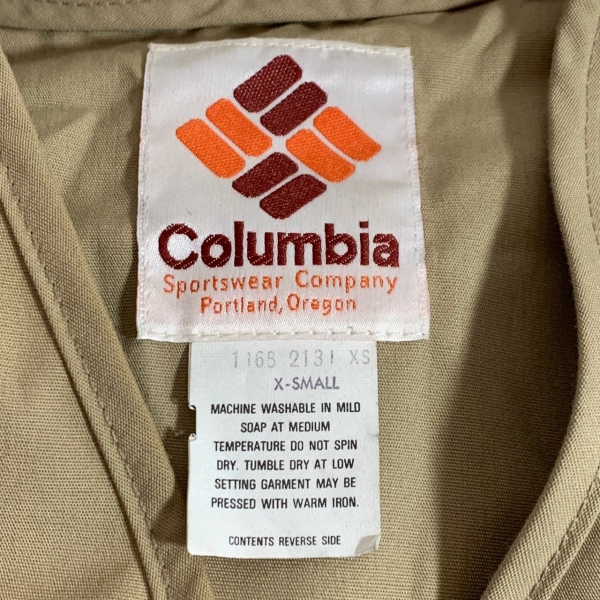 Columbia
Sportswear Company
Portland, Oregon
1168 2131 XS
X-SMALL
MACHINE WASHABLE IN MILD
SOAP AT MEDIUM
TEMPERATURE DO NOT SPIN
DRY. TUMBLE DRY AT LOW
SETTING GARMENT MAY BE
PRESSED WITH WARM IRON.
CONTENTS REVERSE SIDE